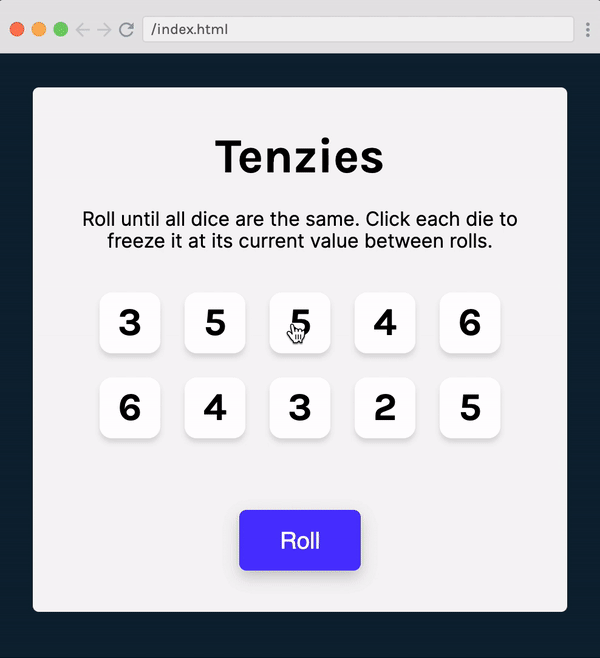 /index.html
Tenzies
Roll until all dice are the same. Click each die to
freeze it at its current value between rolls.
3 5 5 4 6
6 4 3 2 5
Roll